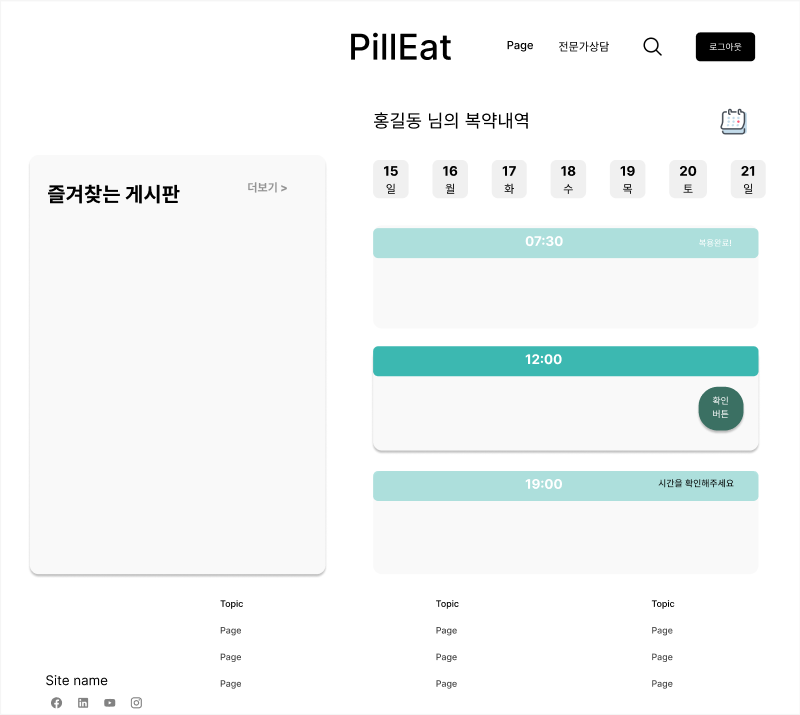 PillEat
Page
전문가상담
로그아웃
홍길동 님의 복약내역
즐겨찾는 게시판
더보기 >
15
일
16
월
17
화
18
수
19
목
20
토
21
일
07:30
복용완료!
12:00
확인
버튼
19:00
시간을 확인해주세요
Topic
Page
Page
Page
Topic
Page
Page
Page
Topic
Page
Page
Page
Site name